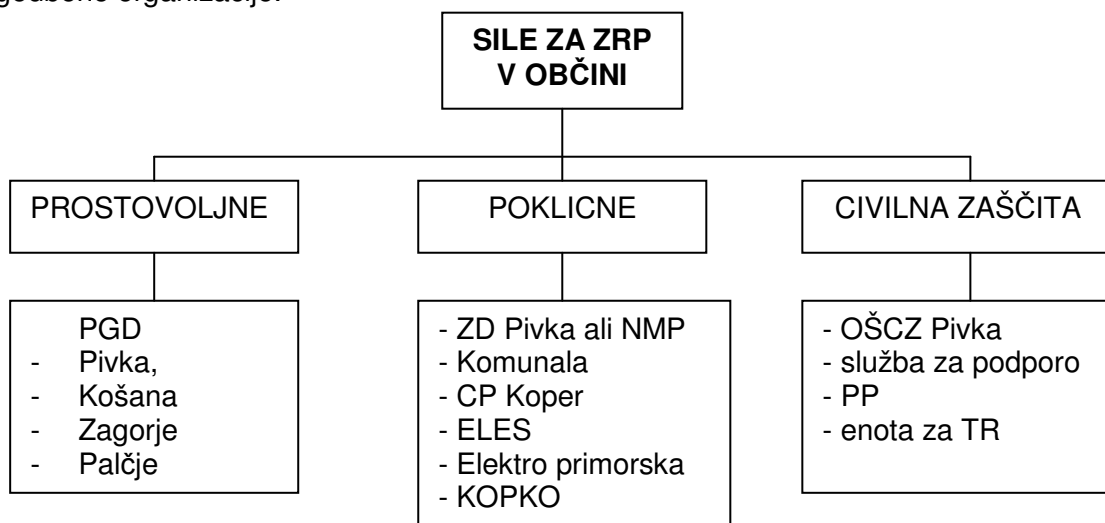 organizacije.
SILE ZA ZRP
V OBČINI
PROSTOVOLJNE
POKLICNE
CIVILNA ZAŠČITA
PGD
- Pivka,
- Košana
- Zagorje
- Palčje
- ZD Pivka ali NMP
- Komunala
- CP Koper
- ELES
- Elektro primorska
- KOPKO
- OŠCZ Pivka
- služba za podporo
- PP
- enota za TR